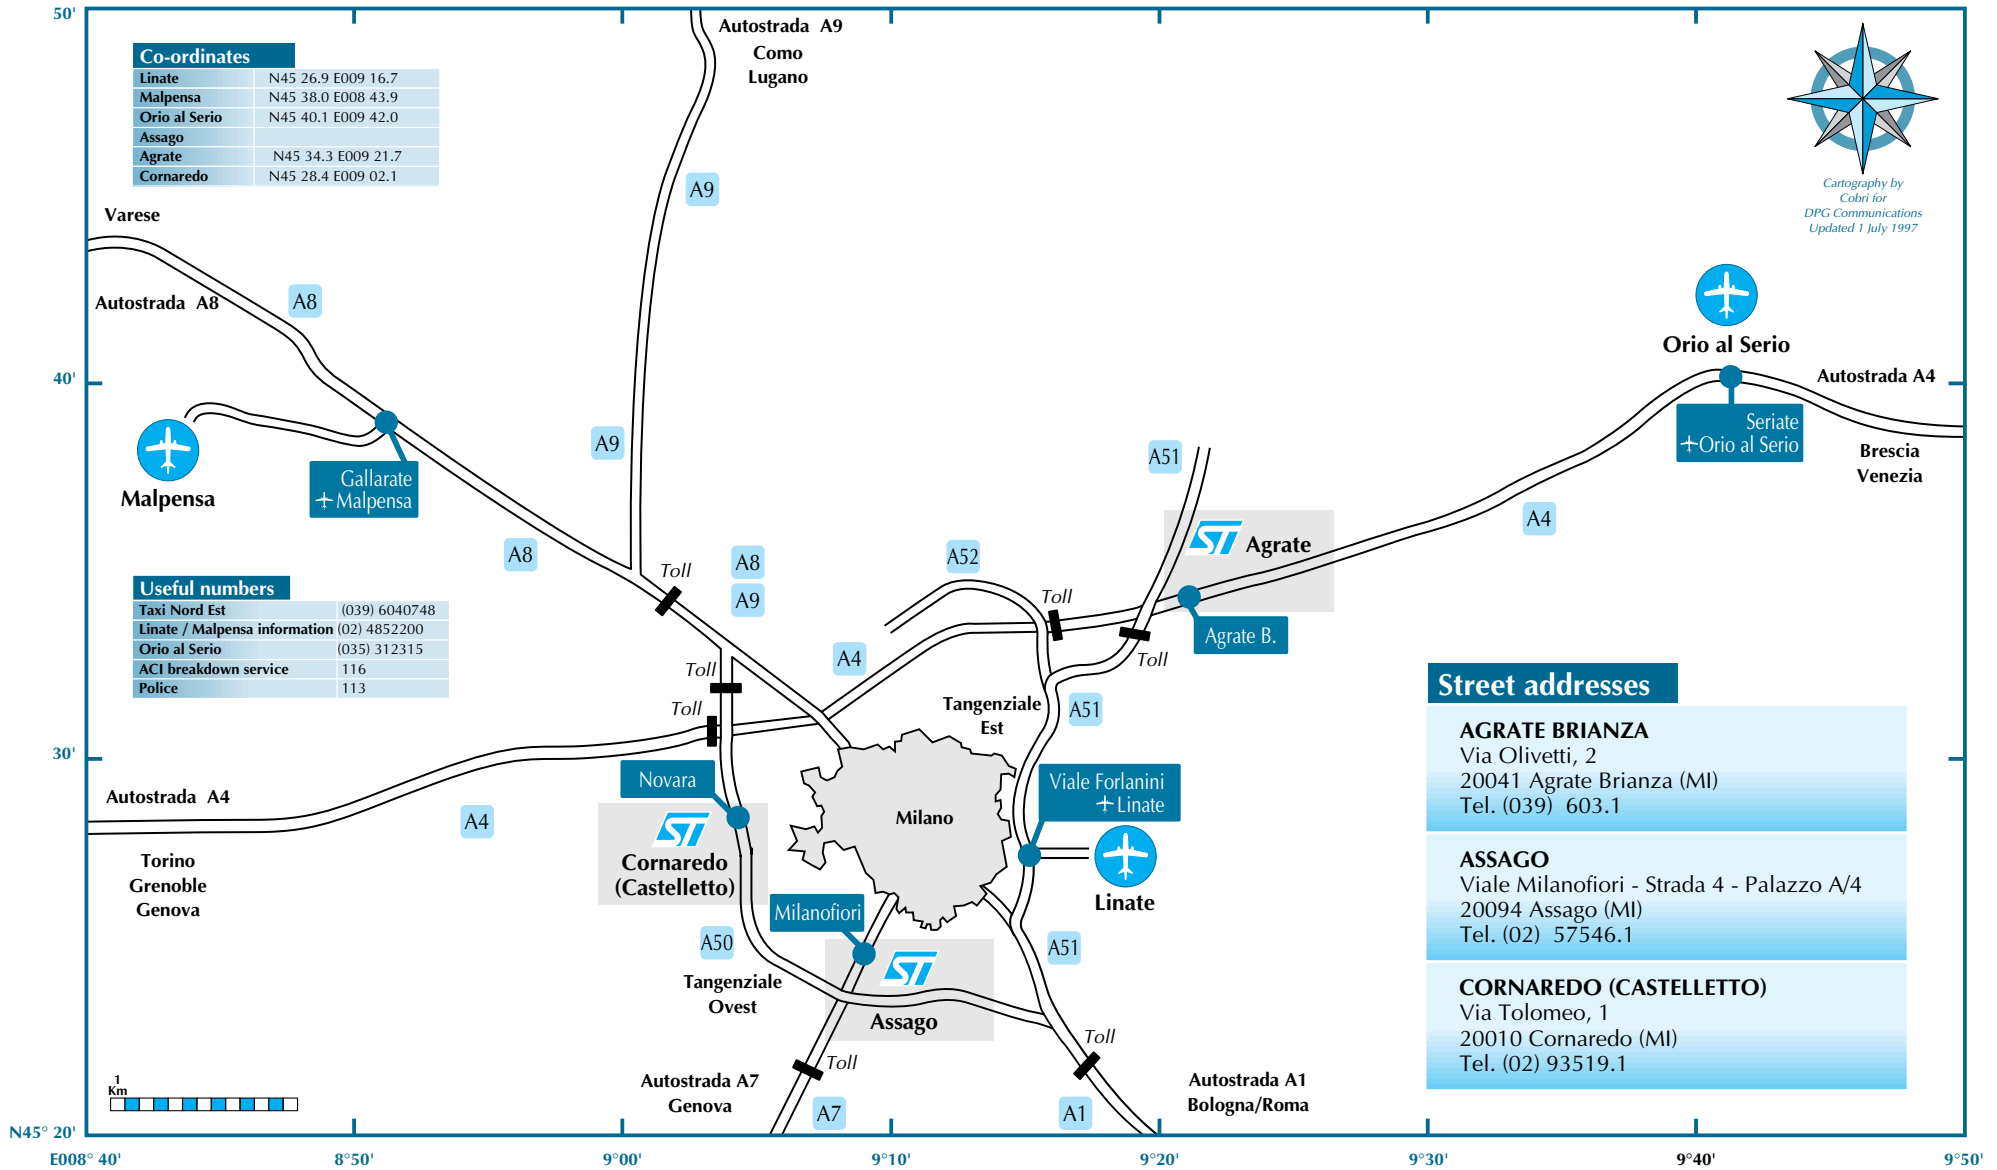 50'
Autostrada A9
Como
Lugano
Co-ordinates
Linate N45 26.9 E009 16.7
Malpensa N45 38.0 E008 43.9
Orio al Serio N45 40.1 E009 42.0
Assago
Agrate N45 34.3 E009 21.7
Cornaredo N45 28.4 E009 02.1
Cartography by
Cobri for
DPG Communications
Updated 1 July 1997
A9
Varese
Autostrada A8
A8
Orio al Serio
40'
Autostrada A4
Seriate
Orio al Serio
Brescia
Venezia
A9
A51
Malpensa
Gallarate
Malpensa
A4
A8
A8
A9
A52
ST Agrate
Toll
Toll
Agrate B.
Toll
Useful numbers
Taxi Nord Est (039) 6040748
Linate / Malpensa information (02) 4852200
Orio al Serio (035) 312315
ACI breakdown service 116
Police 113
Toll
Toll
A4
Tangenziale
Est
A51
Street addresses
AGRATE BRIANZA
Via Olivetti, 2
20041 Agrate Brianza (MI)
Tel. (039) 603.1
ASSAGO
Viale Milanofiori - Strada 4 - Palazzo A/4
20094 Assago (MI)
Tel. (02) 57546.1
CORNAREDO (CASTELLETTO)
Via Tolomeo, 1
20010 Cornaredo (MI)
Tel. (02) 93519.1
30'
Autostrada A4
A4
Torino
Grenoble
Genova
Novara
ST
Cornaredo
(Castelletto)
Milano
Viale Forlanini
Linate
Linate
Milanofiori
A50
Tangenziale
Ovest
ST
Assago
A51
Toll
Toll
Autostrada A7
Genova
A7
A1
Autostrada A1
Bologna/Roma
1
Km
N45° 20'
E008° 40'
8°50'
9°00'
9°10'
9°20'
9°30'
9°40'
9°50'